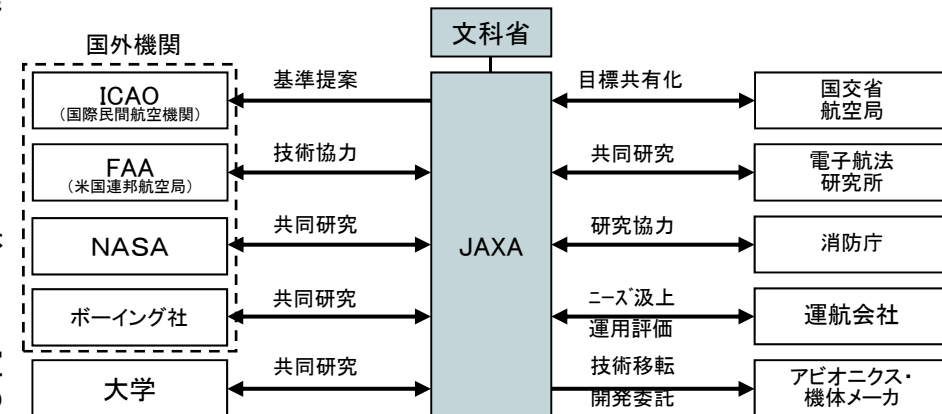 文科省
国外機関
ICAO
(国際民間航空機関)
基準提案
目標共有化
国交省
航空局
FAA
(米国連邦航空局)
技術協力
共同研究
電子航法
研究所
NASA
共同研究
JAXA
研究協力
消防庁
ボーイング社
共同研究
ニーズ汲上
運用評価
運航会社
大学
共同研究
技術移転
開発委託
アビオニクス・
機体メーカ